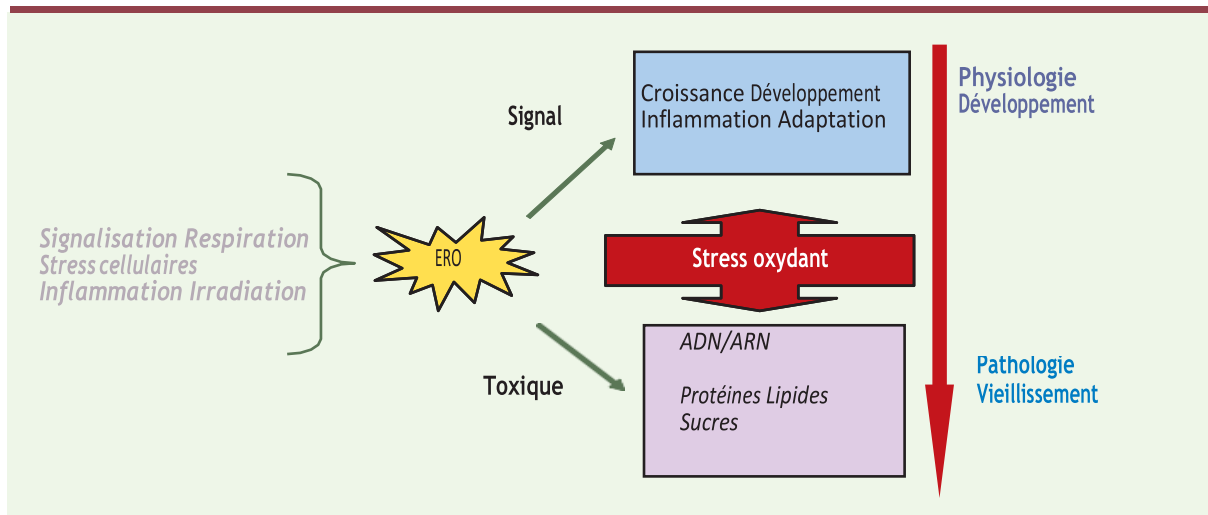 Signalisation Respiration
Stress cellulaires
Inflammation Irradiation
ERO
Signal
Toxique
Croissance Développement
Inflammation Adaptation
Stress oxydant
ADN/ARN
Protéines Lipides
Sucres
Physiologie
Développement
Pathologie
Vieillissement